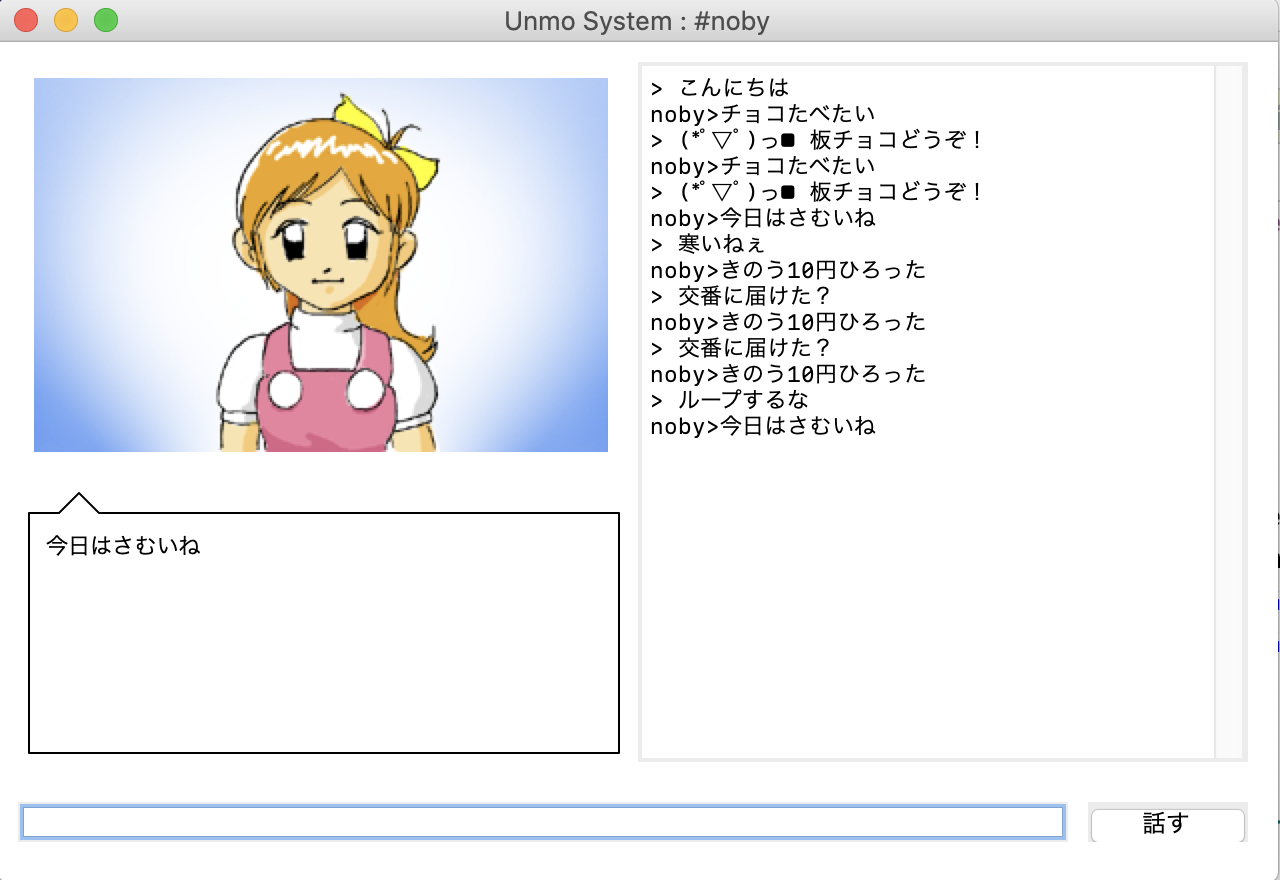 Unmo System : #noby
> こんにちは
noby>チョコたべたい
> (*ﾟ▽ﾟ)っ■ 板チョコどうぞ！
noby>チョコたべたい
> (*ﾟ▽ﾟ)っ■ 板チョコどうぞ！
noby>今日はさむいね
> 寒いねぇ
noby>きのう10円ひろった
> 交番に届けた？
noby>きのう10円ひろった
> 交番に届けた？
noby>きのう10円ひろった
> ループするな
noby>今日はさむいね
今日はさむいね
話す